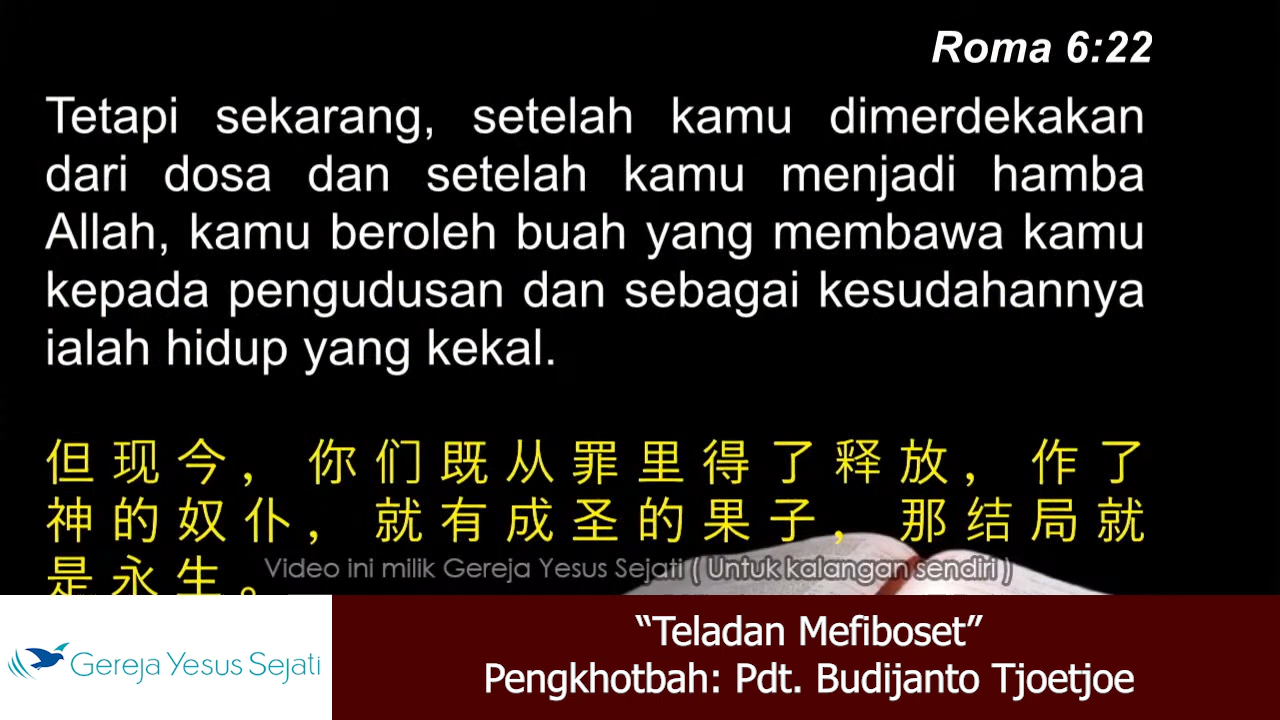 Roma 6:22
Tetapi sekarang, setelah kamu dimerdekakan
dari dosa dan setelah kamu menjadi hamba
Allah, kamu beroleh buah yang membawa kamu
kepada pengudusan dan sebagai kesudahannya
ialah hidup yang kekal.
但现今，你们既从罪里得了释放，作了
神的奴仆，就有成圣的果子，那结局就
是永生。
Video ini milik Gereja Yesus Sejati ( Untuk kalangan sendiri )
Gereja Yesus Sejati
“Teladan Mefiboset”
Pengkhotbah: Pdt. Budijanto Tjoetjoe